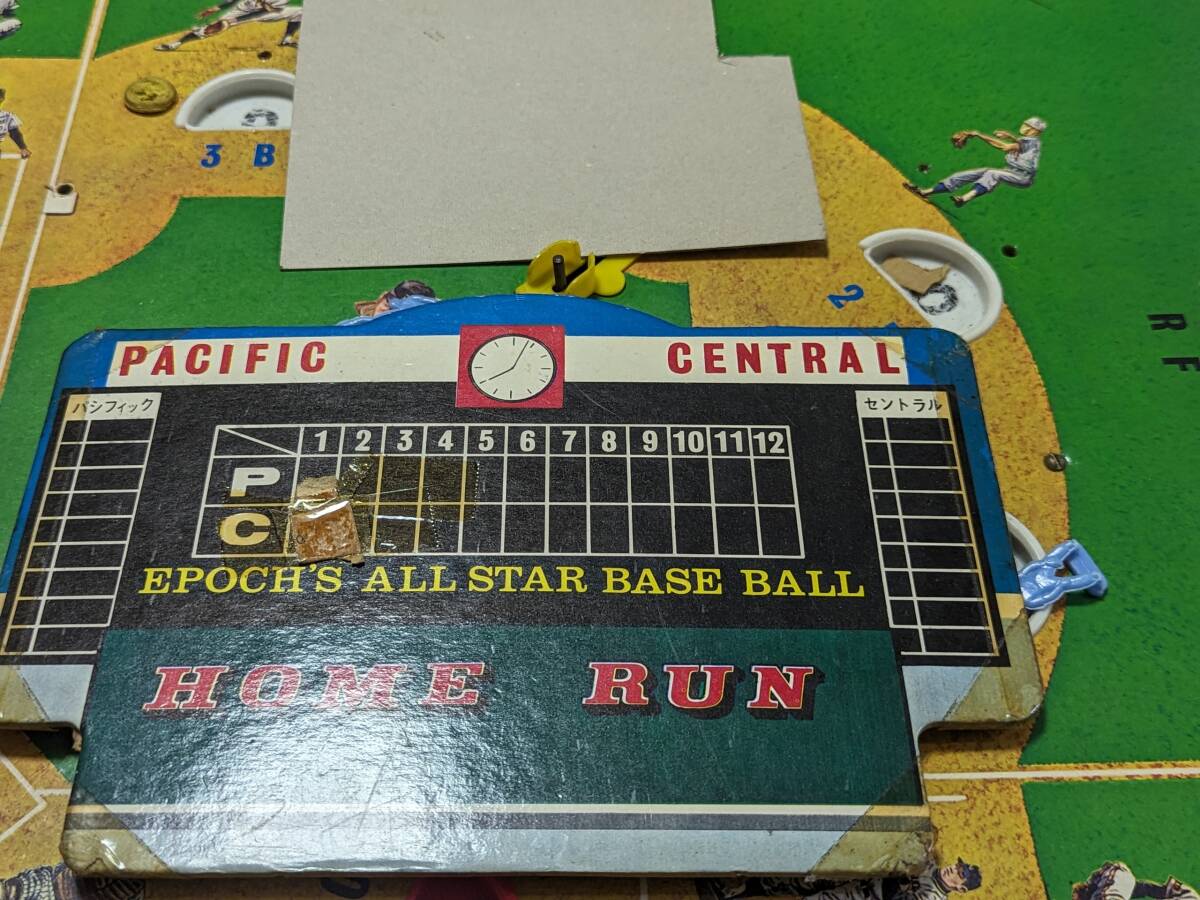 3 B
2
R F
PACIFIC CENTRAL
パシフィック セントラル
1 2 3 4 5 6 7 8 9 10 11 12
P
C
EPOCH'S ALL STAR BASE BALL
HOME RUN